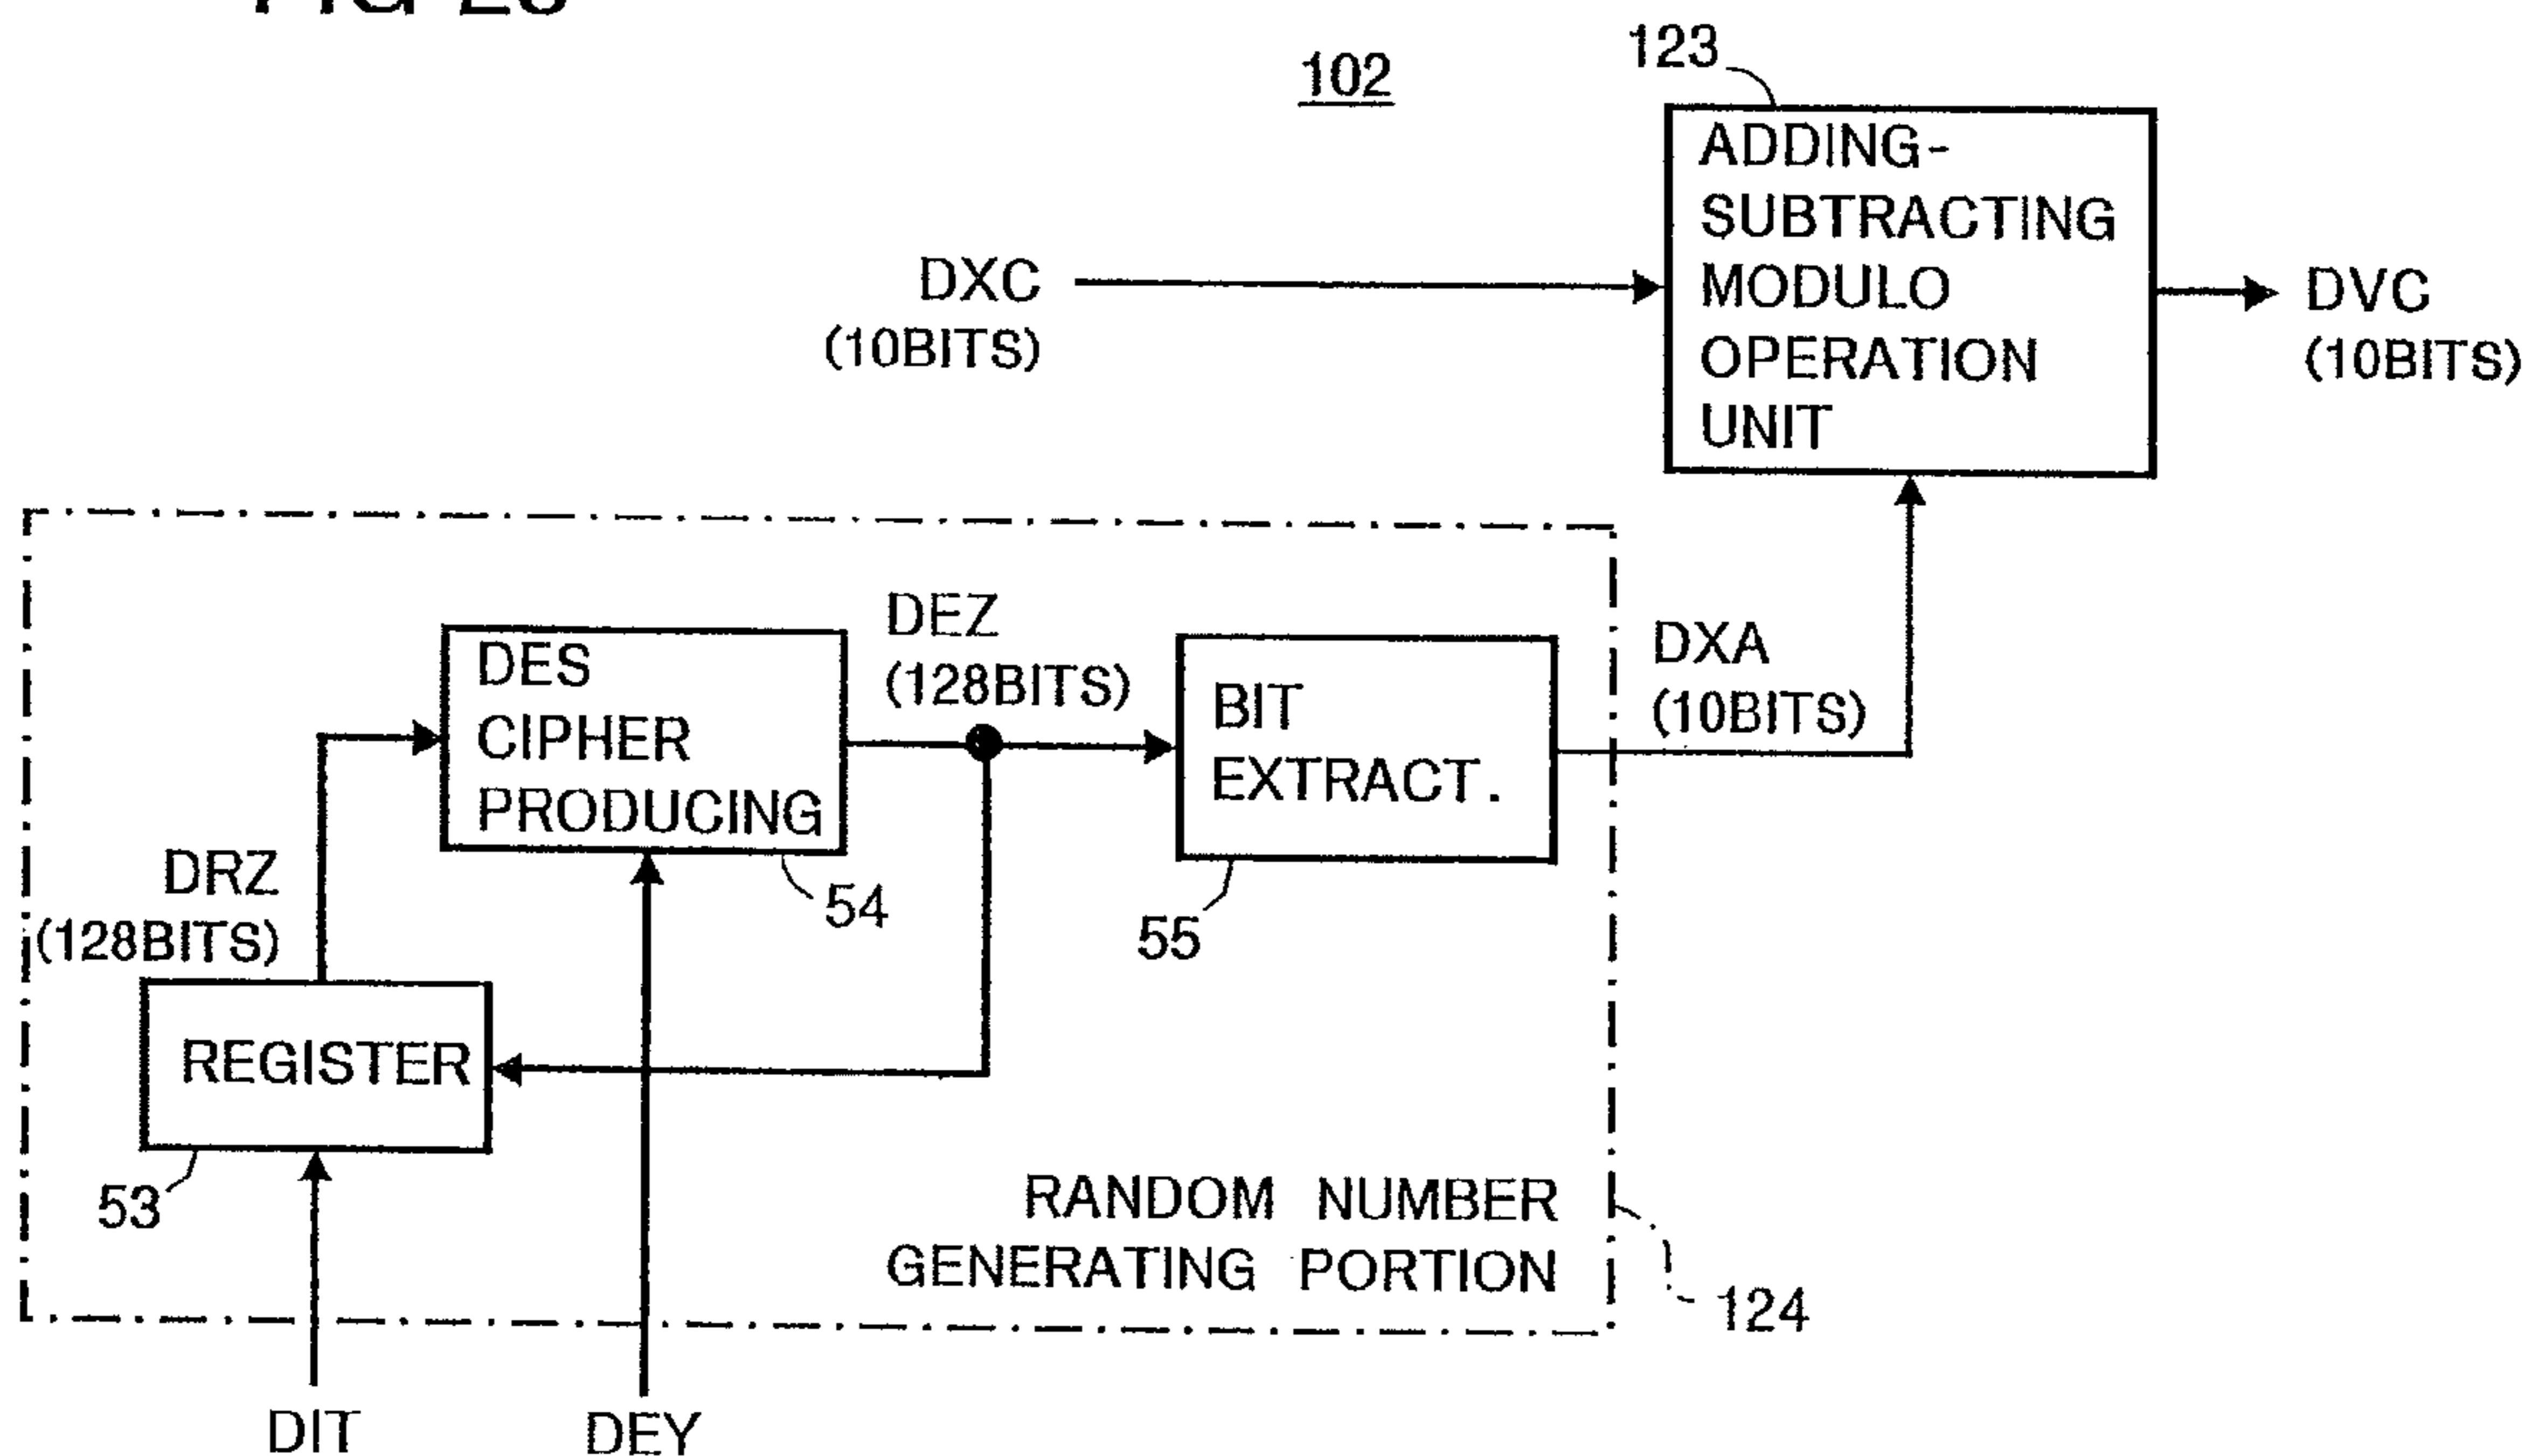 102
123
ADDING-
SUBTRACTING
MODULO
OPERATION
UNIT
DXC
(10BITS)
DVC
(10BITS)
DES
CIPHER
PRODUCING
DEZ
(128BITS)
BIT
EXTRACT.
DXA
(10BITS)
DRZ
(128BITS)
54
55
REGISTER
53
RANDOM NUMBER
GENERATING PORTION
124
DIT
DEY